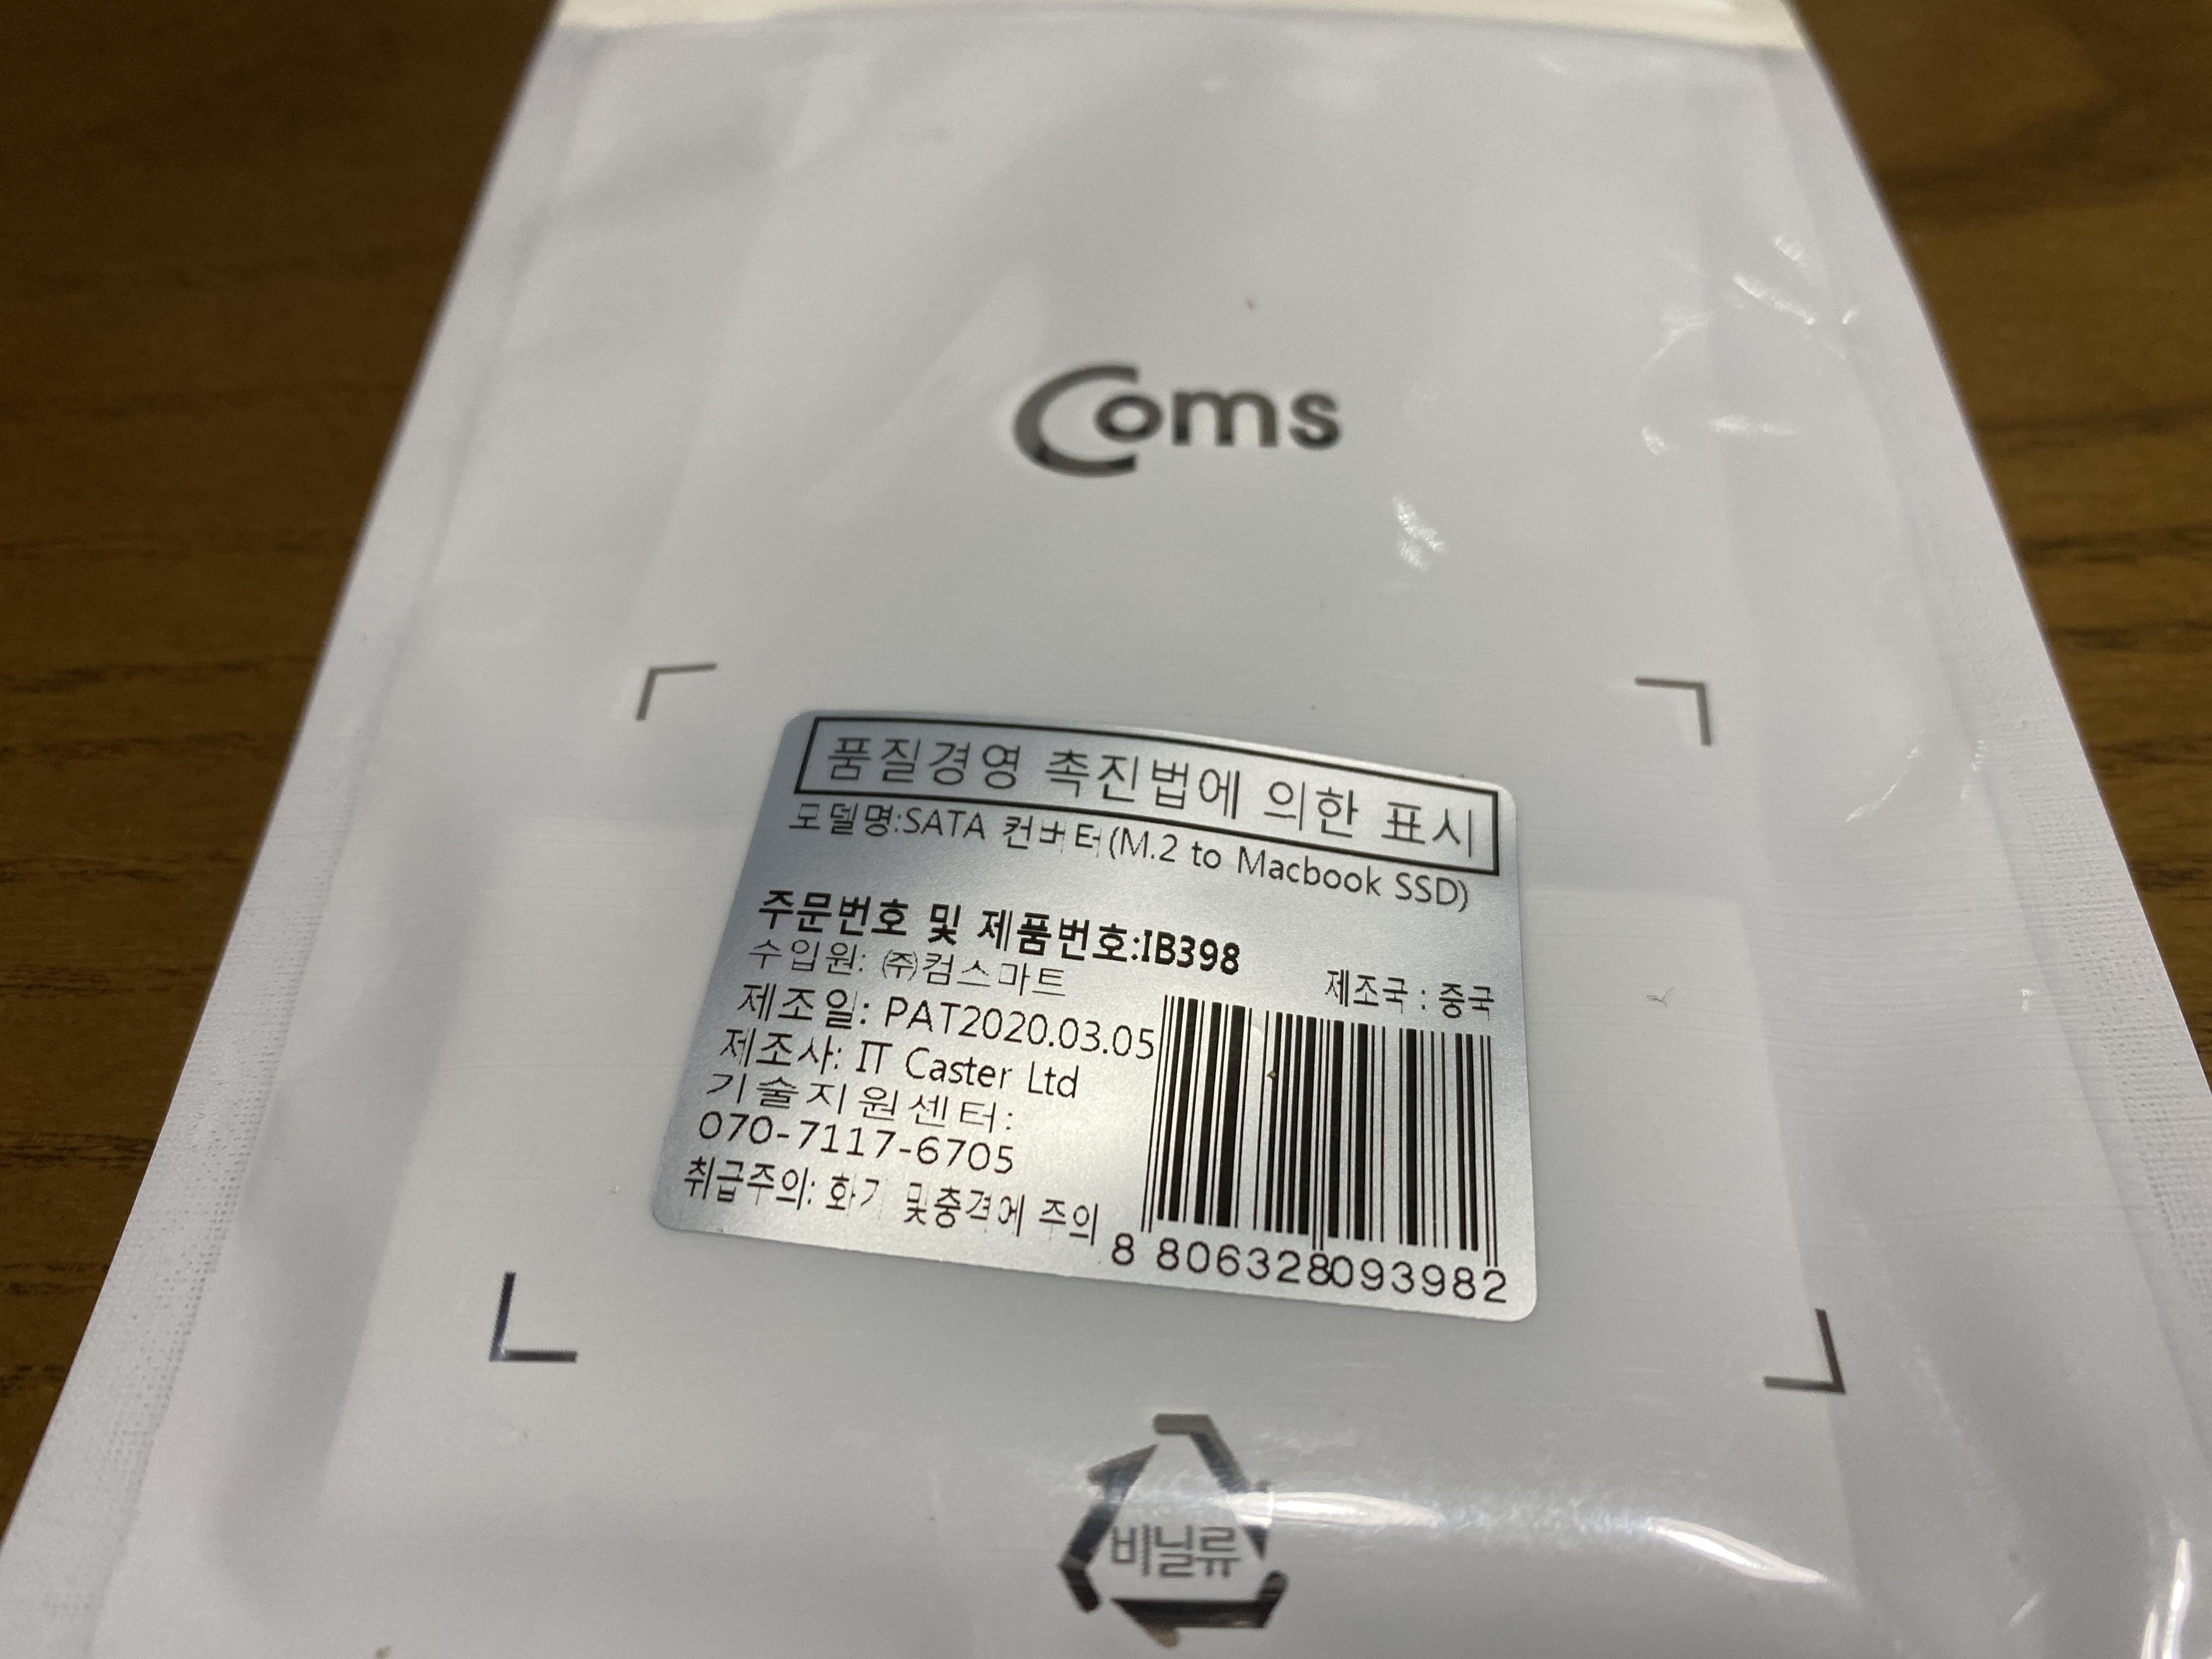 Coms
품질경영 촉진법에 의한 표시
모델명:SATA 컨버터(M.2 to Macbook SSD)
주문번호 및 제품번호:IB398
수입원: ㈜컴스마트
제조국 : 중국
제조일: PAT2020.03.05
제조사: IT Caster Ltd
기술지원센터:
070-7117-6705
취급주의: 화기 및충격에 주의
8 806328093982
비닐류